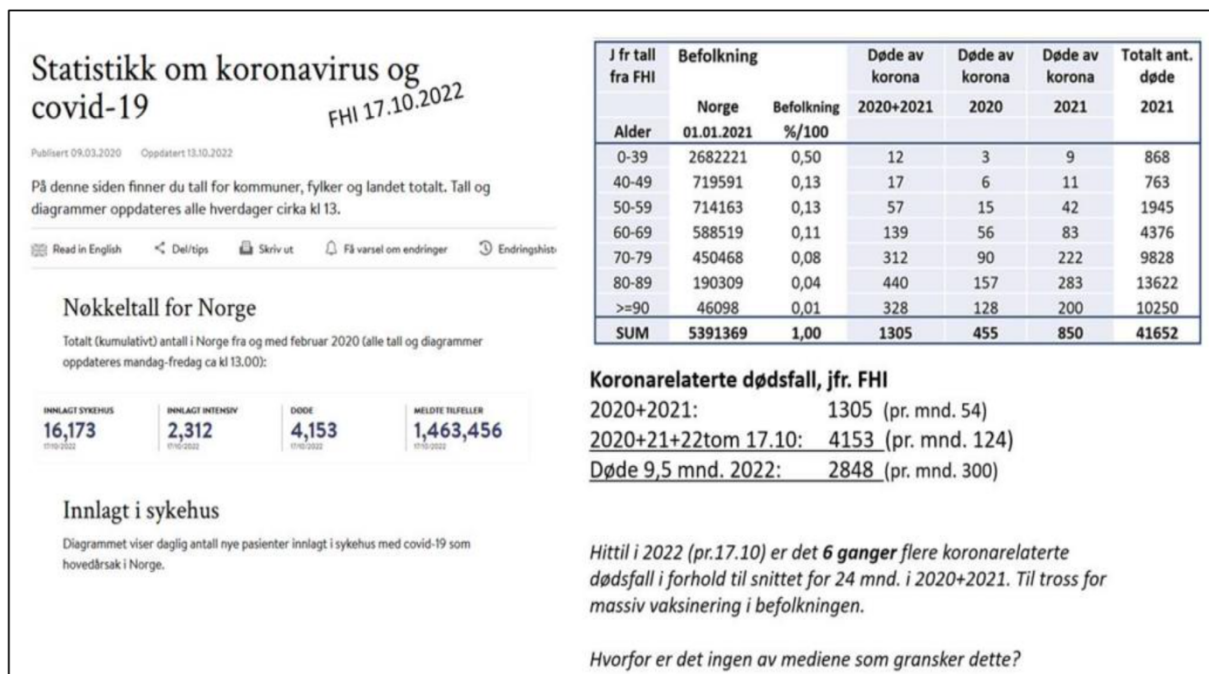 Statistikk om koronavirus og
covid-19
FHI 17.10.2022
Publisert 09.03.2020 Oppdatert 13.10.2022
På denne siden finner du tall for kommuner, fylker og landet totalt. Tall og
diagrammer oppdateres alle hverdager cirka kl 13.
Read in English Del/tips Skriv ut Få varsel om endringer Endringshist
Nøkkeltall for Norge
Totalt (kumulativt) antall i Norge fra og med februar 2020 (alle tall og diagrammer
oppdateres mandag-fredag ca kl 13.00):
INNLAGT SYKEHUS INNLAGT INTENSIV DØDE MELDTE TILFELLER
16,173 2,312 4,153 1,463,456
17/10/2022 17/10/2022 17/10/2022 17/10/2022
Innlagt i sykehus
Diagrammet viser daglig antall nye pasienter innlagt i sykehus med covid-19 som
hovedårsak i Norge.
J fr tall Befolkning Døde av Døde av Døde av Totalt ant.
fra FHI korona korona korona døde
Norge Befolkning 2020+2021 2020 2021 2021
Alder 01.01.2021 %/100
0-39 2682221 0,50 12 3 9 868
40-49 719591 0,13 17 6 11 763
50-59 714163 0,13 57 15 42 1945
60-69 588519 0,11 139 56 83 4376
70-79 450468 0,08 312 90 222 9828
80-89 190309 0,04 440 157 283 13622
>=90 46098 0,01 328 128 200 10250
SUM 5391369 1,00 1305 455 850 41652
Koronarelaterte dødsfall, jfr. FHI
2020+2021: 1305 (pr. mnd. 54)
2020+21+22tom 17.10: 4153 (pr. mnd. 124)
Døde 9,5 mnd. 2022: 2848 (pr. mnd. 300)
Hittil i 2022 (pr.17.10) er det 6 ganger flere koronarelaterte
dødsfall i forhold til snittet for 24 mnd. i 2020+2021. Til tross for
massiv vaksinering i befolkningen.
Hvorfor er det ingen av mediene som gransker dette?